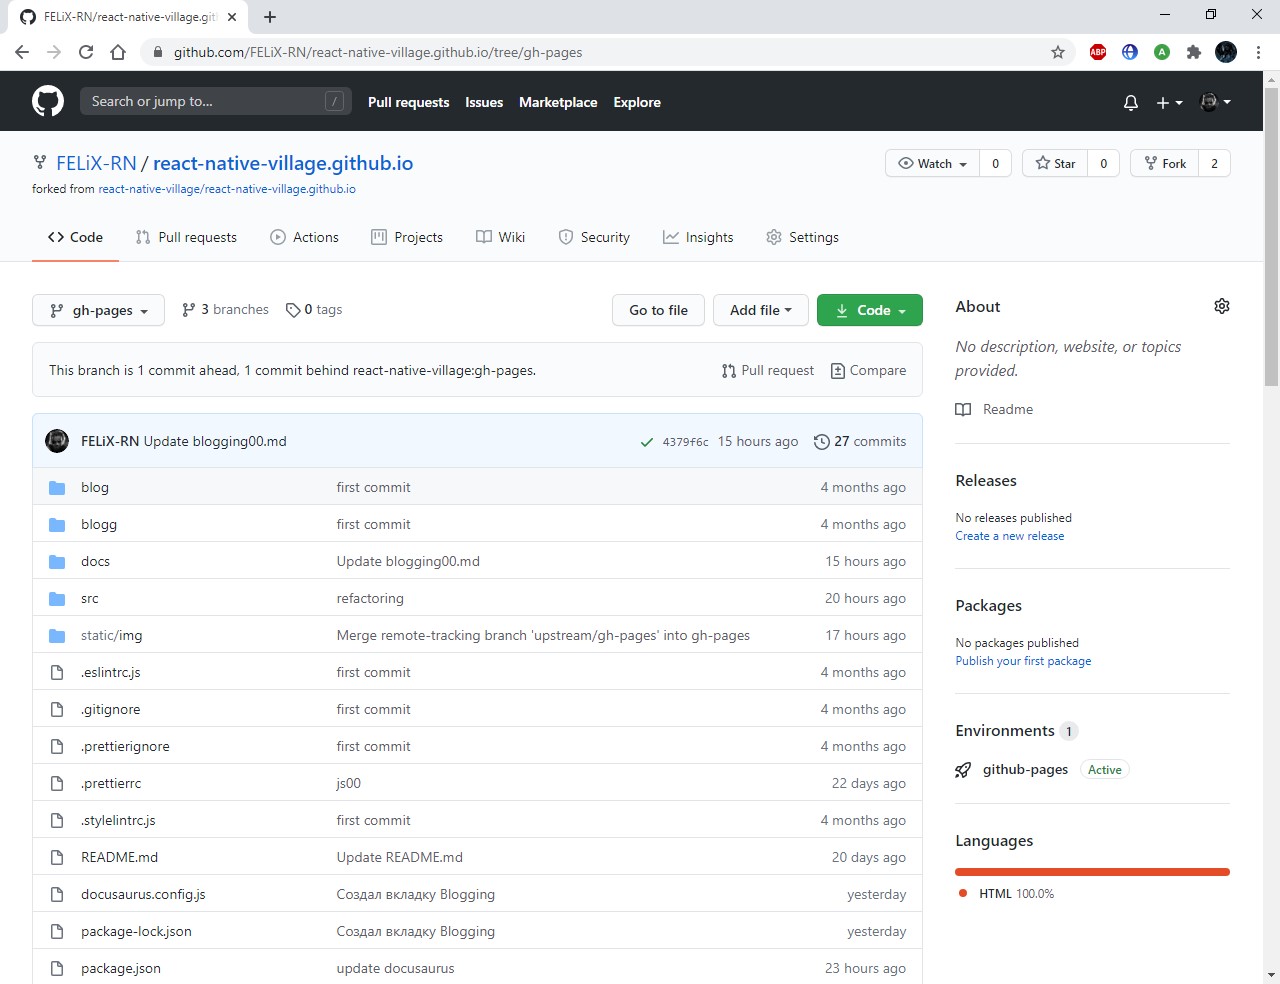 FELiX-RN/react-native-village.git
github.com/FELiX-RN/react-native-village.github.io/tree/gh-pages
ABP
A
Search or jump to...
/
Pull requests
Issues
Marketplace
Explore
FELiX-RN / react-native-village.github.io
Watch 0
Star 0
Fork 2
forked from react-native-village/react-native-village.github.io
Code
Pull requests
Actions
Projects
Wiki
Security
Insights
Settings
gh-pages
3 branches
0 tags
Go to file
Add file
Code
This branch is 1 commit ahead, 1 commit behind react-native-village:gh-pages.
Pull request
Compare
FELiX-RN Update blogging00.md 4379f6c 15 hours ago 27 commits
blog first commit 4 months ago
blogg first commit 4 months ago
docs Update blogging00.md 15 hours ago
src refactoring 20 hours ago
static/img Merge remote-tracking branch 'upstream/gh-pages' into gh-pages 17 hours ago
.eslintrc.js first commit 4 months ago
.gitignore first commit 4 months ago
.prettierignore first commit 4 months ago
.prettierrc js00 22 days ago
.stylelintrc.js first commit 4 months ago
README.md Update README.md 20 days ago
docusaurus.config.js Создал вкладку Blogging yesterday
package-lock.json Создал вкладку Blogging yesterday
package.json update docusaurus 23 hours ago
About
No description, website, or topics
provided.
Readme
Releases
No releases published
Create a new release
Packages
No packages published
Publish your first package
Environments 1
github-pages Active
Languages
HTML 100.0%